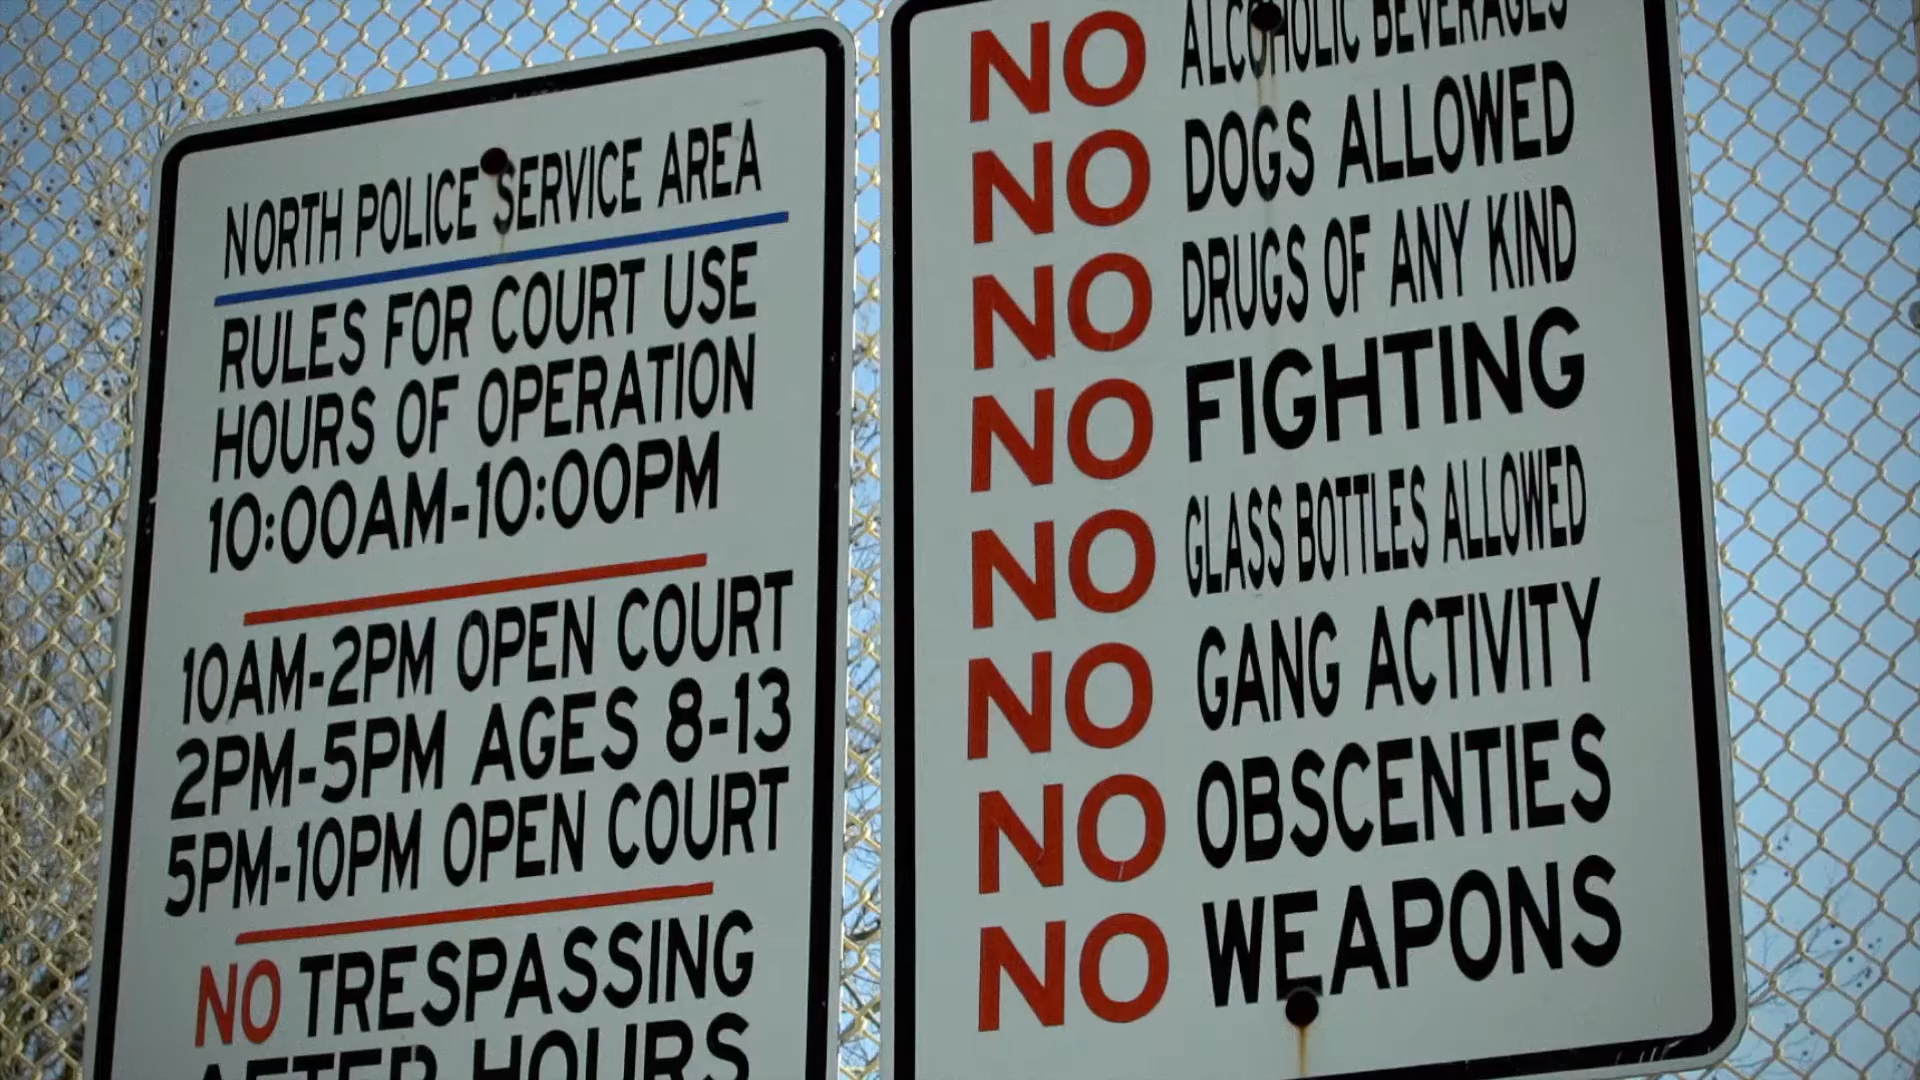 NORTH POLICE SERVICE AREA
RULES FOR COURT USE
HOURS OF OPERATION
10:00AM-10:00PM
10AM-2PM OPEN COURT
2PM-5PM AGES 8-13
5PM-10PM OPEN COURT
NO TRESPASSING
AFTER HOURS
NO ALCOHOLIC BEVERAGES
NO DOGS ALLOWED
NO DRUGS OF ANY KIND
NO FIGHTING
NO GLASS BOTTLES ALLOWED
NO GANG ACTIVITY
NO OBSCENTIES
NO WEAPONS